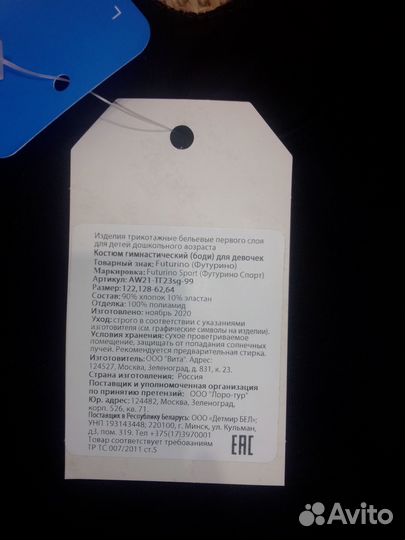 Изделия трикотажные бельевые первого слоя
для детей дошкольного возраста
Костюм гимнастический (боди) для девочек
Товарный знак: Futurino (Футурино)
Маркировка: Futurino Sport (Футурино Спорт)
Артикул: AW21-TT23sg-99
Размер: 122,128-62,64
Состав: 90% хлопок 10% эластан
Отделка: 100% полиамид
Изготовлено: ноябрь 2020
Уход: строго в соответствии с указаниями
изготовителя (см. графические символы на изделии).
Условия хранения: сухое проветриваемое
помещение, защищать от попадания солнечных
лучей. Рекомендуется предварительная стирка.
Изготовитель: ООО "Вита". Адрес:
124527, Москва, Зеленоград, д. 831, к. 23.
Страна изготовления: Россия
Поставщик и уполномоченная организация
по принятию претензий: ООО "Лоро-тур"
Юр. адрес: 124482, Москва, Зеленоград,
корп. 526, кв. 71.
Поставщик в Республику Беларусь: ООО «Детмир БЕЛ»;
УНП 193143448; 220100, г. Минск, ул. Кульман,
д3, пом. 319. Тел +375(17)3970001
Товар соответствует требованиям
ТР ТС 007/2011 ст.5
EAC
Avito